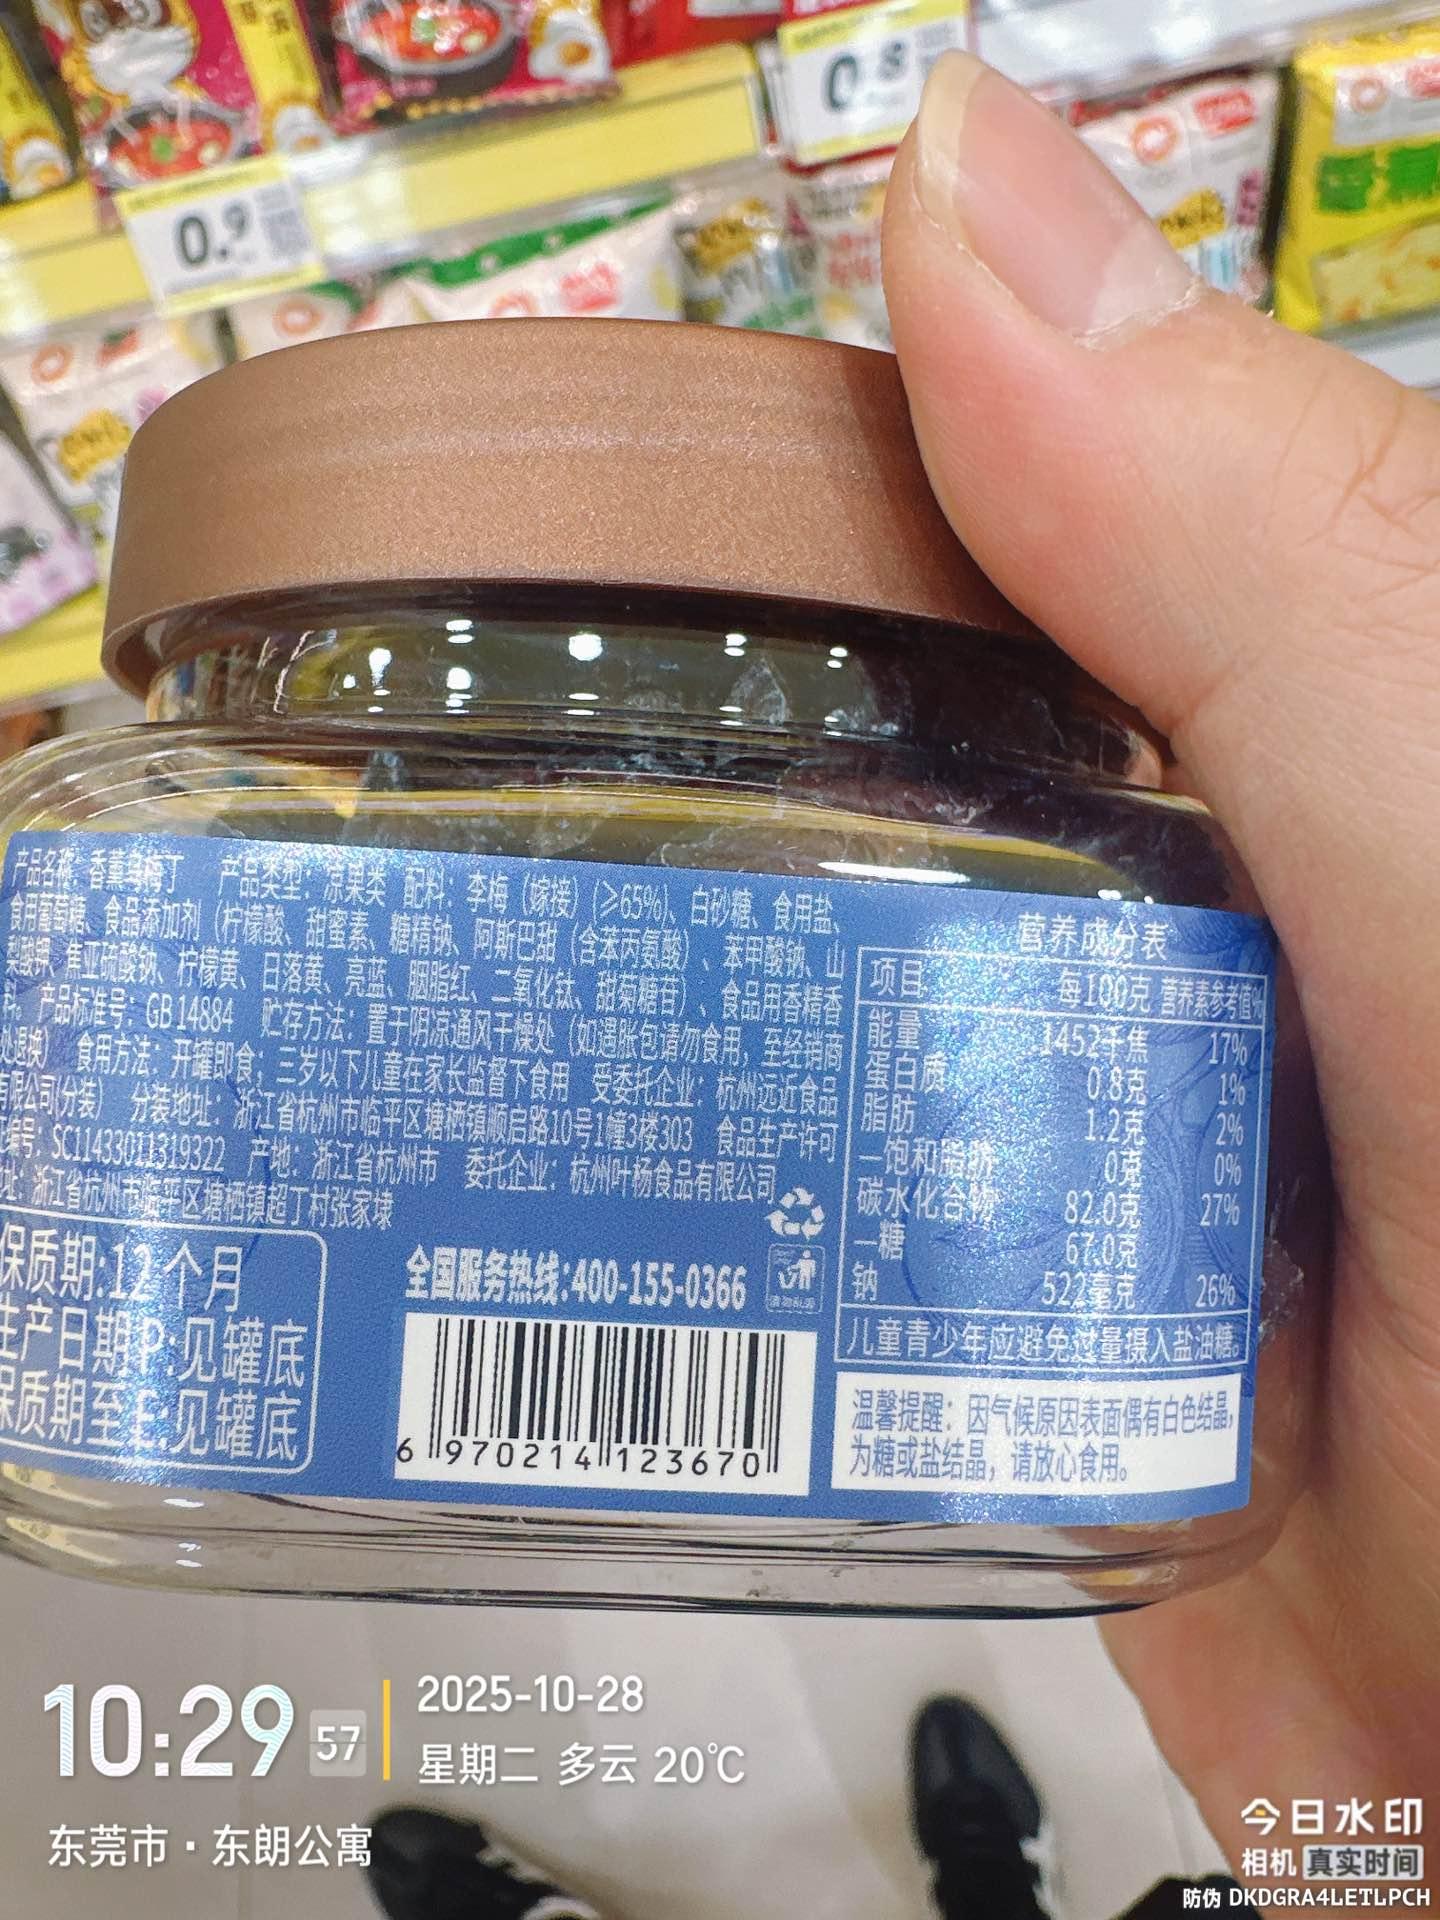 0.8
0.9
产品名称：香薰乌梅丁 产品类型：凉果类 配料：李梅（嫁接）(≥65%)、白砂糖、食用盐、
食用葡萄糖、食品添加剂（柠檬酸、甜蜜素、糖精钠、阿斯巴甜（含苯丙氨酸）、苯甲酸钠、山
梨酸钾、焦亚硫酸钠、柠檬黄、日落黄、亮蓝、胭脂红、二氧化钛、甜菊糖苷）、食品用香精香
料。产品标准号：GB 14884 贮存方法：置于阴凉通风干燥处（如遇胀包请勿食用，至经销商
处退换） 食用方法：开罐即食；三岁以下儿童在家长监督下食用 受委托企业：杭州远近食品
有限公司(分装) 分装地址：浙江省杭州市临平区塘栖镇顺启路10号1幢3楼303 食品生产许可
证编号：SC11433011319322 产地：浙江省杭州市 委托企业：杭州叶杨食品有限公司
址：浙江省杭州市临平区塘栖镇超丁村张家埭
保质期:12个月
生产日期P:见罐底
保质期至E:见罐底
全国服务热线:400-155-0366
6 970214 123670
营养成分表
项目 每100克 营养素参考值%
能量 1452千焦 17%
蛋白质 0.8克 1%
脂肪 1.2克 2%
—饱和脂肪 0克 0%
碳水化合物 82.0克 27%
—糖 67.0克
钠 522毫克 26%
儿童青少年应避免过量摄入盐油糖。
温馨提醒：因气候原因表面偶有白色结晶，
为糖或盐结晶，请放心食用。
10:29 57
2025-10-28
星期二 多云 20℃
东莞市·东朗公寓
今日水印
相机 真实时间
防伪 DKDGRA4LETLPCH